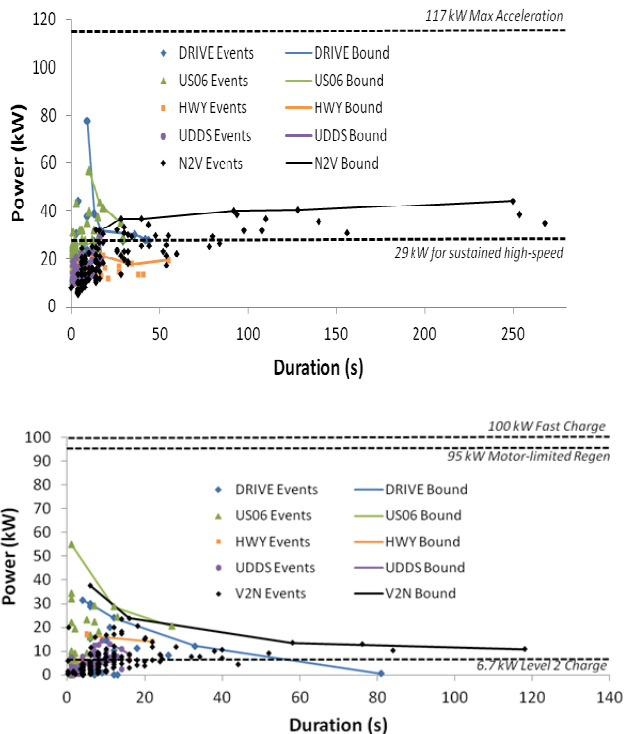 120
117 kW Max Acceleration
100
DRIVE Events DRIVE Bound
US06 Events US06 Bound
80
HWY Events HWY Bound
UDDS Events UDDS Bound
60
N2V Events N2V Bound
Power (kW)
40
20
29 kW for sustained high-speed
0
0 50 100 150 200 250
Duration (s)
100 kW Fast Charge
100
95 kW Motor-limited Regen
90
80
DRIVE Events DRIVE Bound
70
US06 Events US06 Bound
60
HWY Events HWY Bound
50
UDDS Events UDDS Bound
40
V2N Events V2N Bound
Power (kW)
30
20
10
6.7 kW Level 2 Charge
0
0 20 40 60 80 100 120 140
Duration (s)